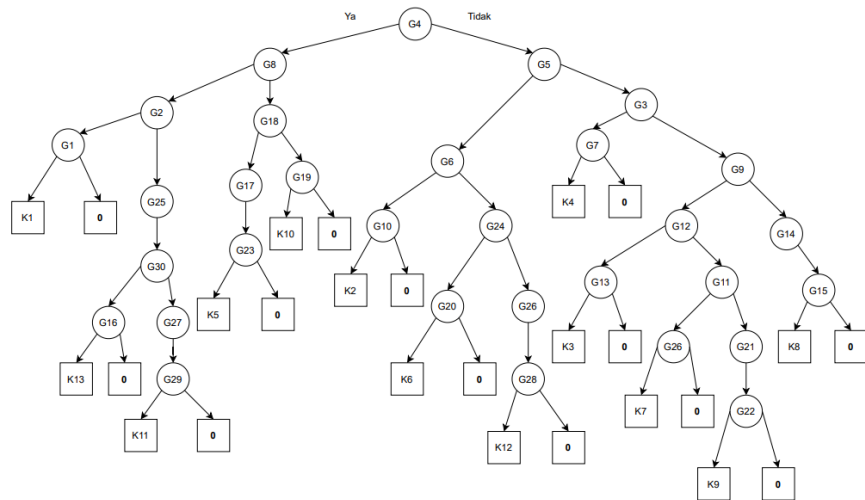 Ya Tidak
G4
G8 G5
G2 G3
G18
G1 G7
G6 G9
G19
G17
G25
K1 0 K4 0
G10 G24 G12 G14
K10 0
G23
G30
G13 G11 G15
K2 0
G20 G26
K5 0
G16 G27
G26 G21
K3 0 K8 0
K13 0 G29 K6 0 G28
K7 0 G22
K11 0
K12 0
K9 0